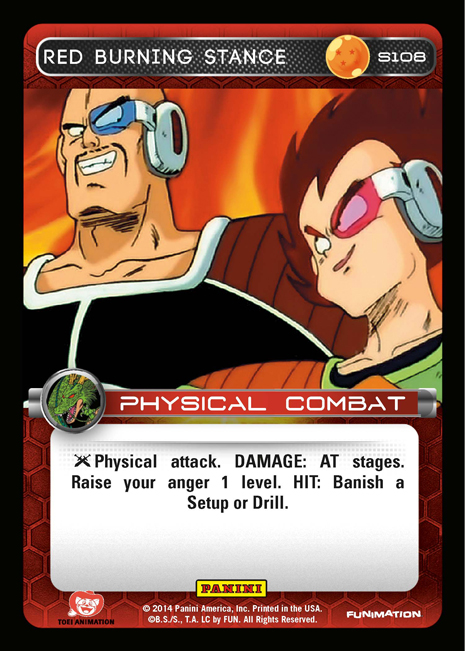 RED BURNING STANCE
S108
PHYSICAL COMBAT
Physical attack. DAMAGE: AT stages.
Raise your anger 1 level. HIT: Banish a
Setup or Drill.
PANINI
© 2014 Panini America, Inc. Printed in the USA.
©B.S./S., T.A. LC by FUN. All Rights Reserved.
TOEI ANIMATION
FUNIMATION